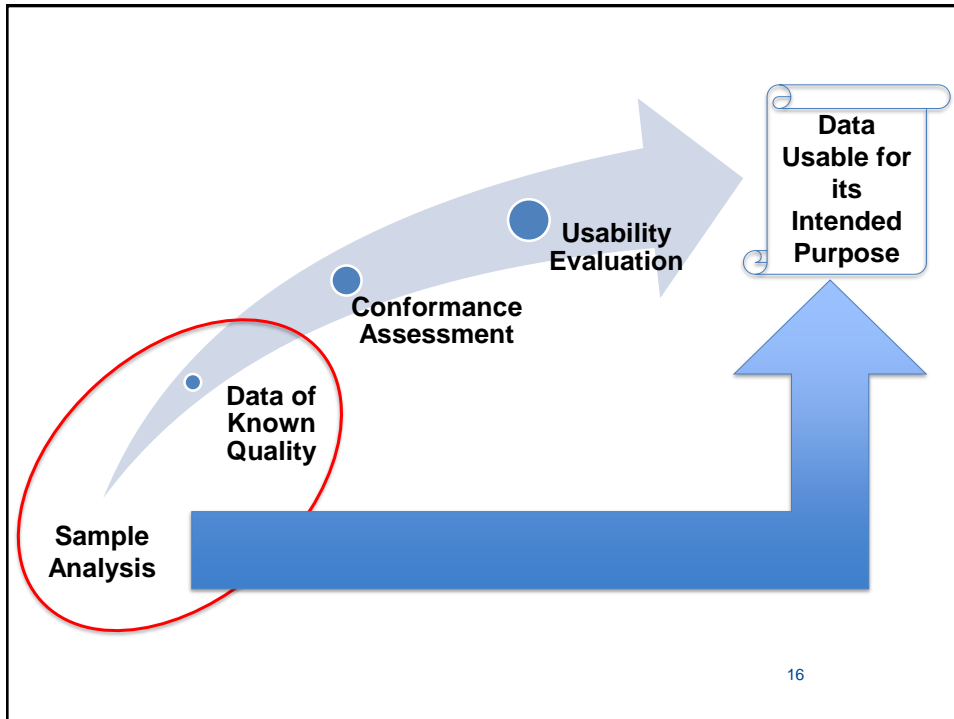 Data
Usable for
its
Intended
Purpose
Usability
Evaluation
Conformance
Assessment
Data of
Known
Quality
Sample
Analysis
16